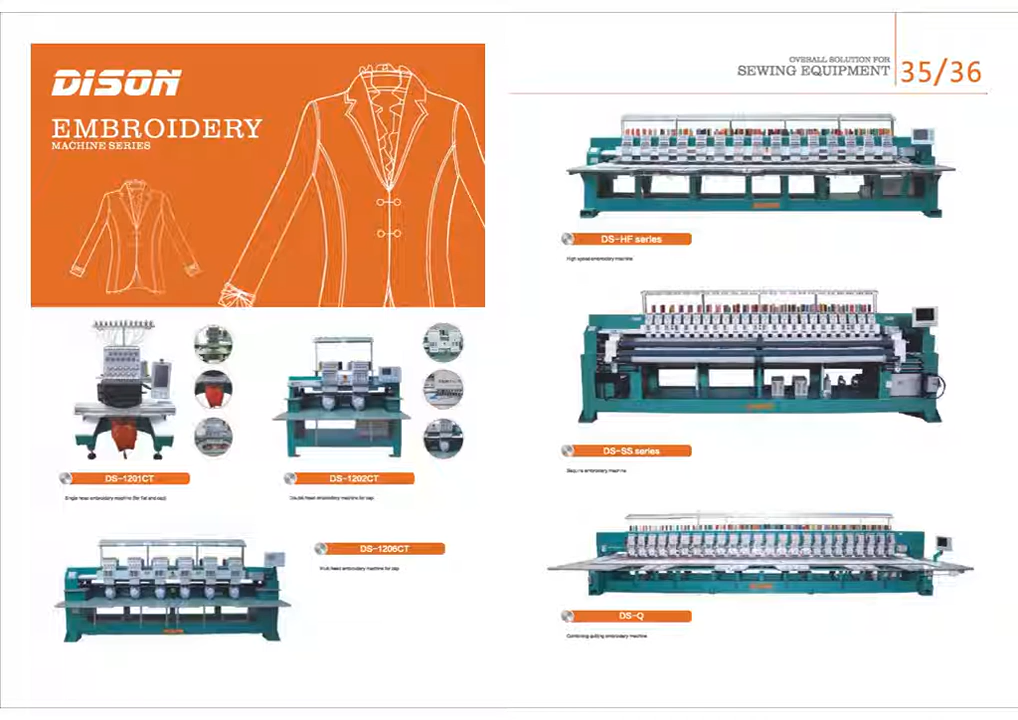 DISON
EMBROIDERY
MACHINE SERIES
OVERALL SOLUTION FOR
SEWING EQUIPMENT
35/36
DS-1201CT
Single head embroidery machine (for flat and cap)
DS-1202CT
Double head embroidery machine for cap
DS-1206CT
Multi head embroidery machine for cap
DS-HF series
High speed embroidery machine
DS-SS series
Sequins embroidery machine
DS-Q
Combining quilting embroidery machine